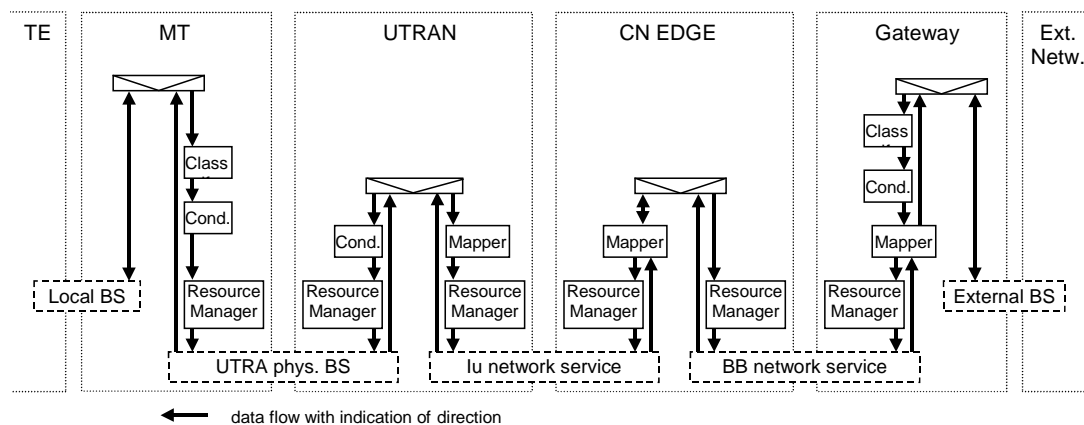 TE
MT
UTRAN
CN EDGE
Gateway
Ext.
Netw.
Class
Cond.
Class
Cond.
Cond.
Mapper
Mapper
Mapper
Local BS
Resource
Manager
Resource
Manager
Resource
Manager
Resource
Manager
Resource
Manager
Resource
Manager
External BS
UTRA phys. BS
Iu network service
BB network service
data flow with indication of direction